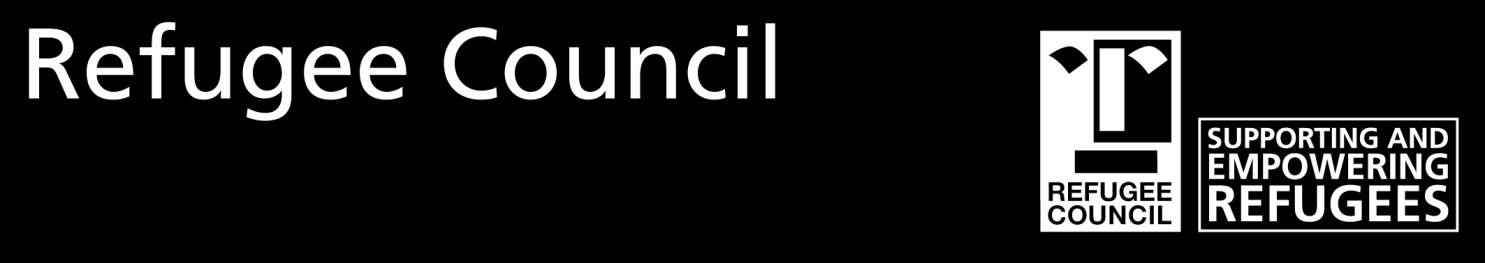 Refugee Council
REFUGEE
COUNCIL
SUPPORTING AND
EMPOWERING
REFUGEES